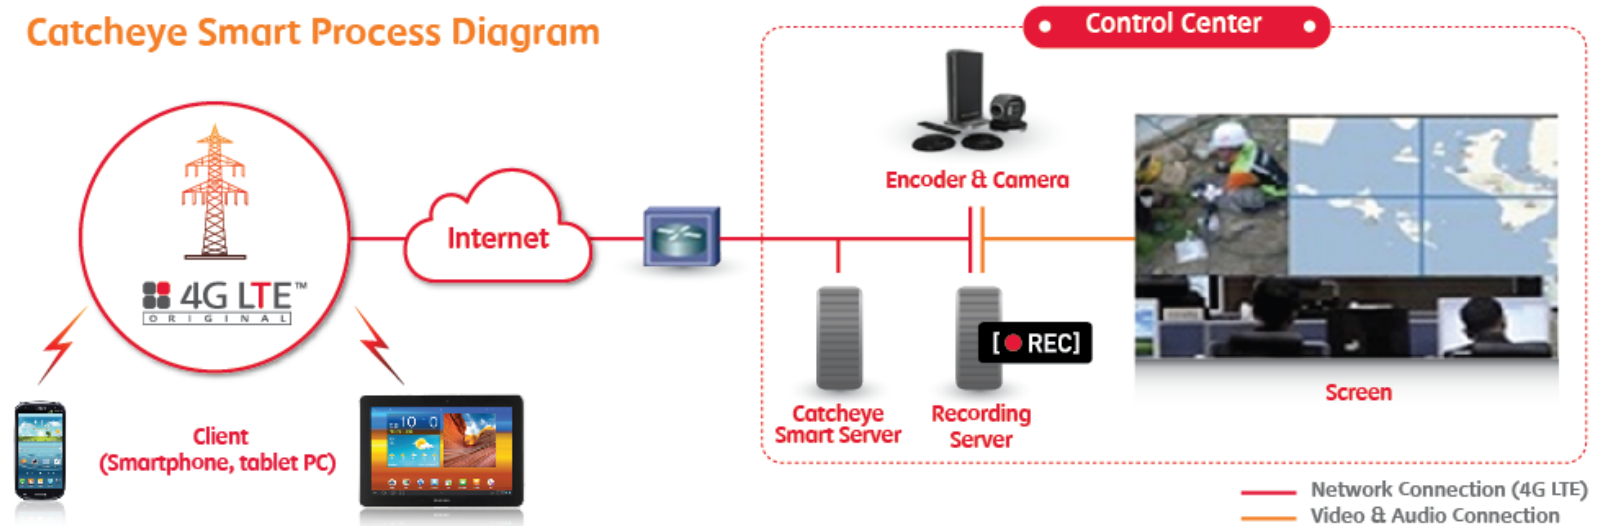 Catcheye Smart Process Diagram
Control Center
Encoder & Camera
Internet
4G LTE™
ORIGINAL
[ REC]
Client
(Smartphone, tablet PC)
Catcheye
Smart Server
Recording
Server
Screen
Network Connection (4G LTE)
Video & Audio Connection